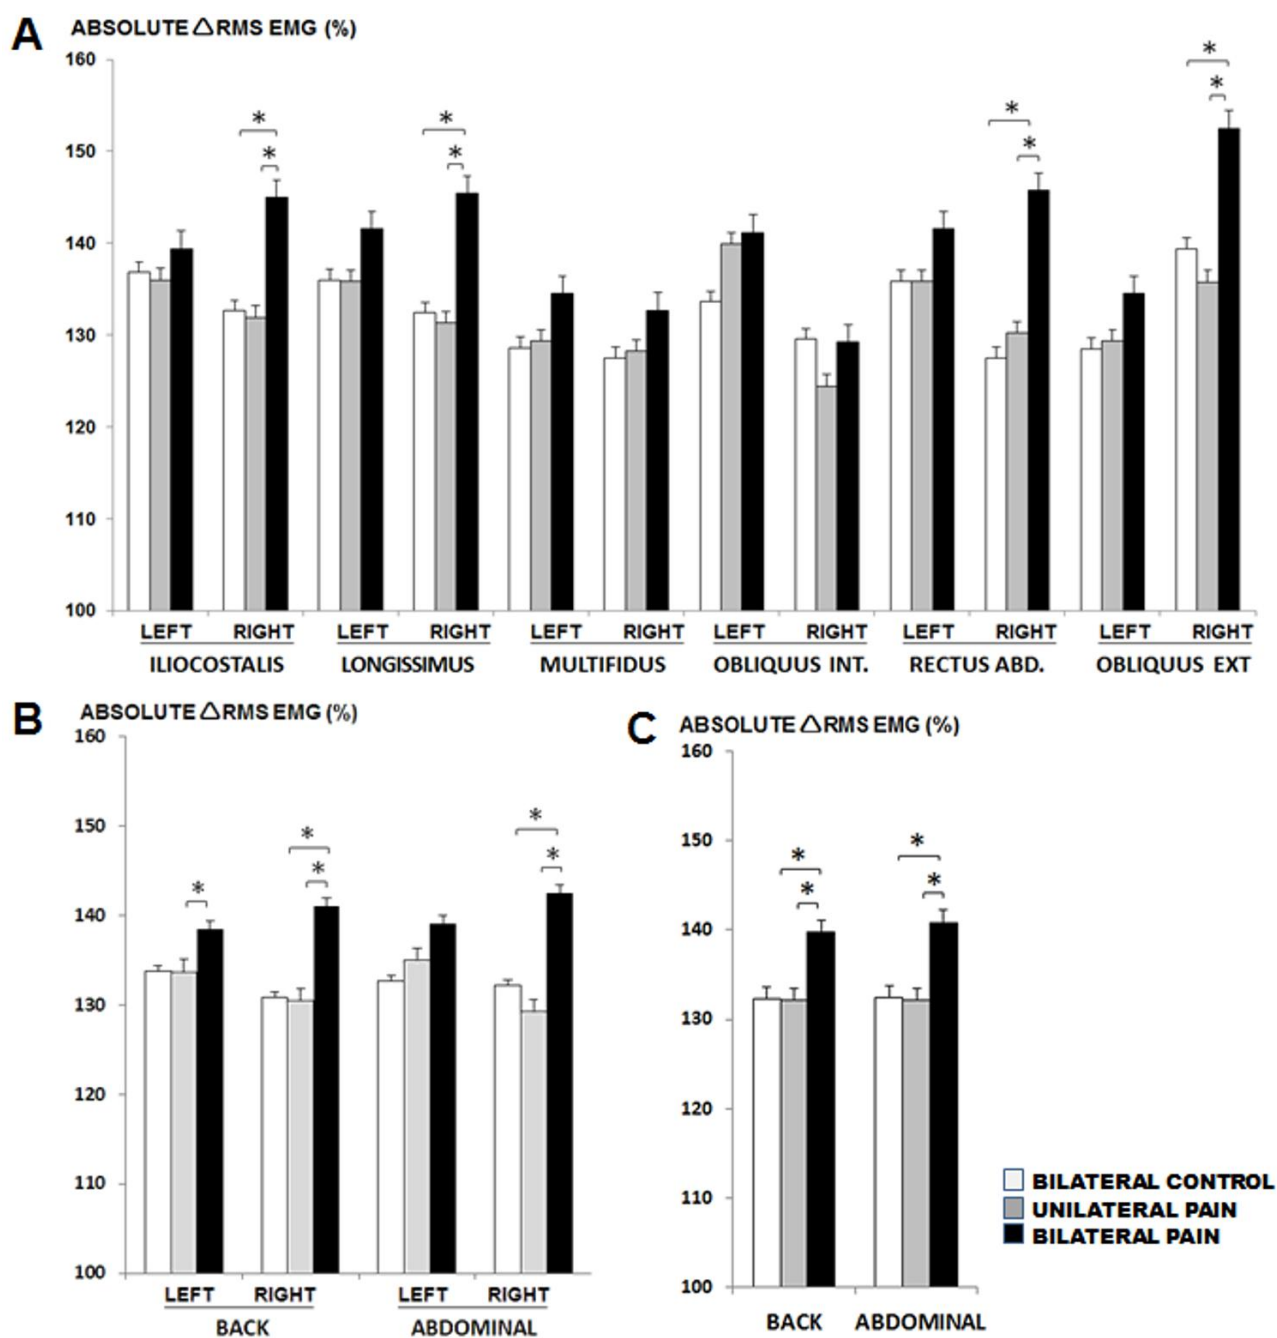 A
ABSOLUTE △RMS EMG (%)
160
150
140
130
120
110
100
* * * * * * * *
LEFT RIGHT LEFT RIGHT LEFT RIGHT LEFT RIGHT LEFT RIGHT LEFT RIGHT
ILIOCOSTALIS LONGISSIMUS MULTIFIDUS OBLIQUUS INT. RECTUS ABD. OBLIQUUS EXT
B
ABSOLUTE △RMS EMG (%)
160
150
140
130
120
110
100
* * * * *
LEFT RIGHT LEFT RIGHT
BACK ABDOMINAL
C
ABSOLUTE △RMS EMG (%)
160
150
140
130
120
110
100
* * * *
BACK ABDOMINAL
BILATERAL CONTROL
UNILATERAL PAIN
BILATERAL PAIN